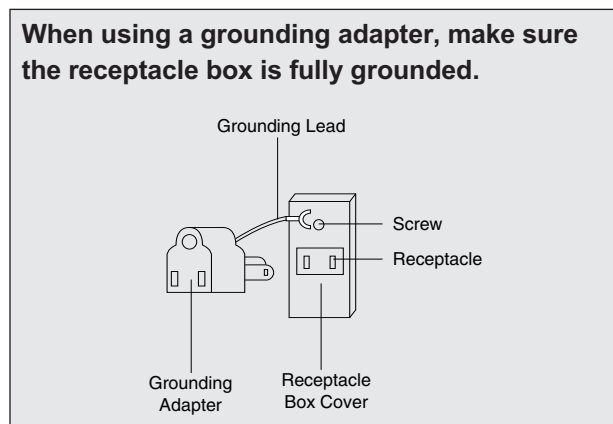 When using a grounding adapter, make sure
the receptacle box is fully grounded.
Grounding Lead
Screw
Receptacle
Grounding
Adapter
Receptacle
Box Cover